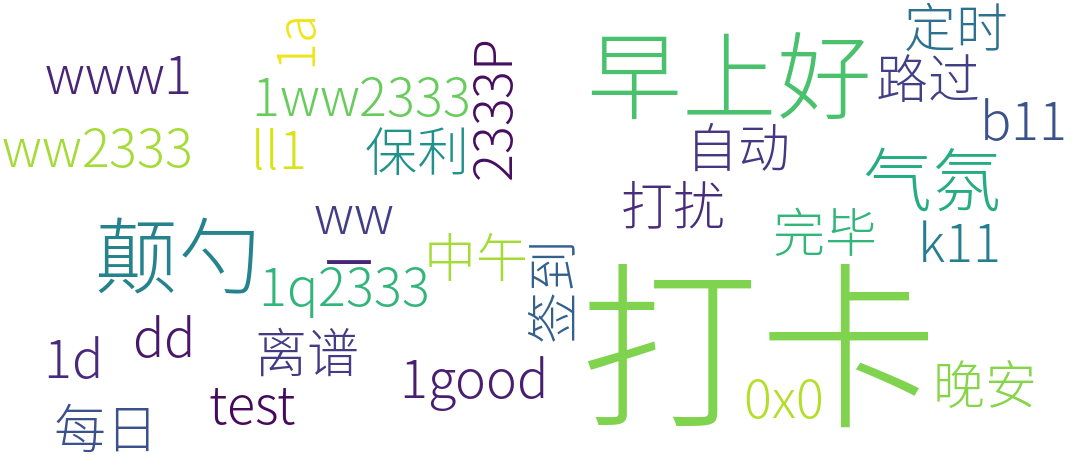 定时
1a
早上好
路过
www1
1ww2333
2333P
b11
ww2333
ll1
保利
自动
气氛
打扰
颠勺
ww
完毕
k11
中午
签到
一
1q2333
打卡
1d
dd
离谱
1good
0x0
晚安
test
每日